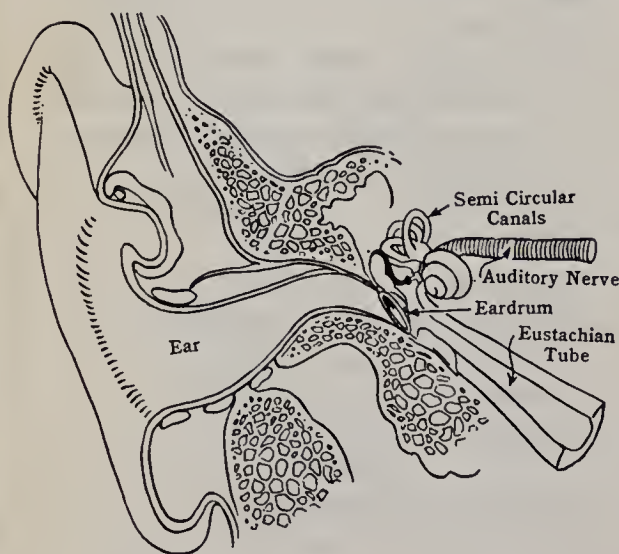 Semi Circular
Canals
Auditory Nerve
Eardrum
Eustachian
Tube
Ear